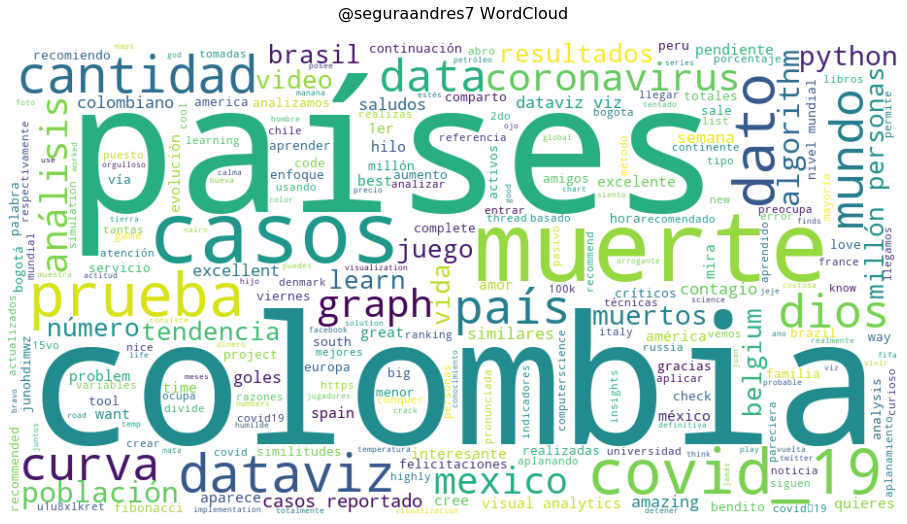 @seguraandres7 WordCloud
recomiendo
maps
god
tomadas
brasil
continuación
abro
resultados
peru
pendiente
porcentaje
python
cantidad
video
data
coronavirus
posee
petróleo
series
colombiano
america
analizamos
mañana
estés
saludos
comparto
dataviz viz
llegar
tentado
totales
libros
foto
cool
realizas
1er
2do
bogota
sale
list
permite
países
dato
algorithm
mundo
millón personas
nivel mundial
análisis
simulation
worked
evolución
learning
hombre
chile
aprender
hilo
referencia
ojo
global
semana
continente
método
tipo
mayoria
respectivamente
use
orgulloso
puesto
vía
calma
bueva
code
enfoque
usando
millón
aumento
best
analizar
activos
amigos
good
chart
excelente
siento
new
preocupa
palabra
bogotá
mundial
tierra
tantas
game
color
precio
casos
complete
entrar
thread
basado
hora
recomendado
error
aprendido
finds
love
france
llegamos
atención
nairo
juego
muerte
pasivo
recommend
mira
contagio
know
muestra
actitud
servicio
hijo
puedes
denmark
visualization
excellent
learn
vida
amor
100k
arrogante
técnicas
science
críticos
jeje
costosa
prueba
consiste
viernes
graph
país
muertos
dios
número
tendencia
dinero
facebook
solution
great
ranking
similares
italy
américa
russia
vemos
brazil
ano
juan
realmente
fifa
way
actualizados
15vo
nice
life
project
south
mejores
europa
computerscience
insights
gracias
aplicar
belgium
familia
viz
vivir
probable
junohdimwz
problem
variables
time
ocupa
meses
goles
razones
https
big
menor
personas
conocimiento
pronunciada
indicadores
méxico
check
pareciera
curioso
analysis
bravo
tool
want
divide
numbers
spain
jugadores
conquer
crack
colombia
juntos
road
temp
covid19
humilde
interesante
realizadas
universidad
definitiva
think
play
vuelta
twitter
noticia
siguen
aplanamiento
recommended
crear
mata
covid
similitudes
temperatura
felicitaciones
aplanando
jamás
curva
dataviz
mexico
covid_19
población
u1u8x1kret
fibonacci
implementation
aparece
totalmente
casos reportado
highly
visualización
cree
visual analytics
amazing
detener
bendito
quieres